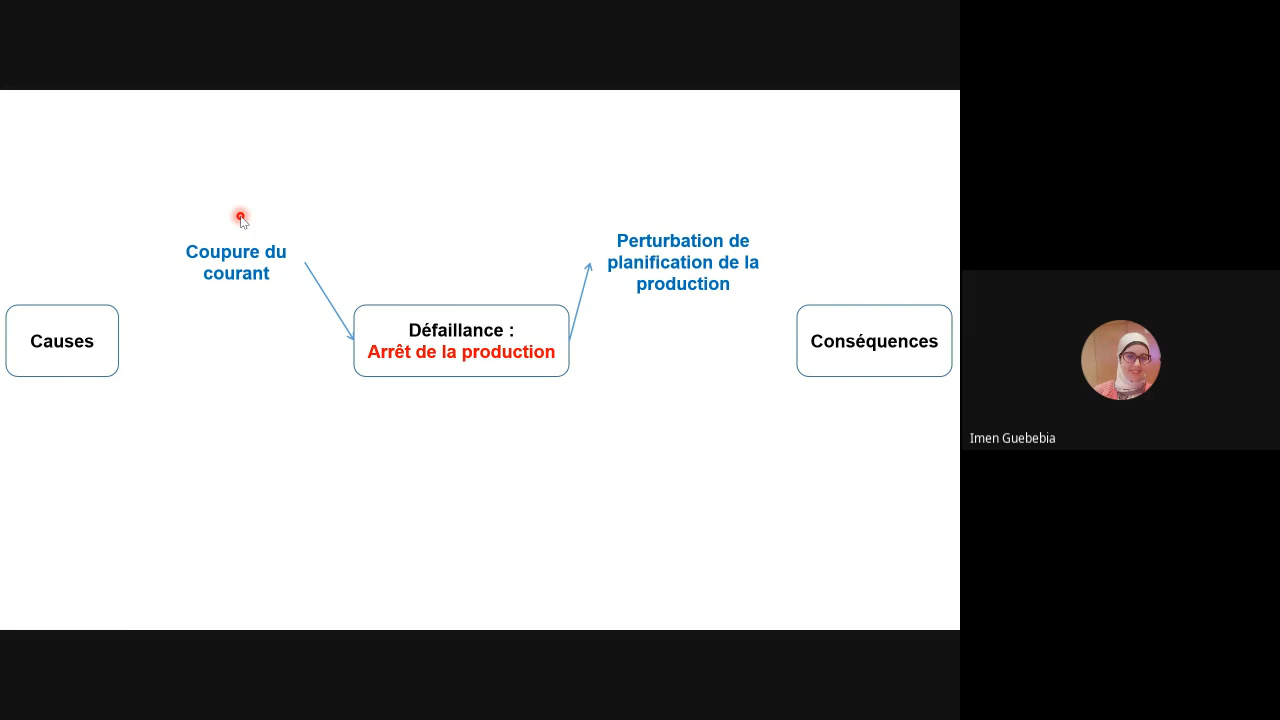 Coupure du
courant
Perturbation de
planification de la
production
Causes
Défaillance :
Arrêt de la production
Conséquences
Imen Guebebia